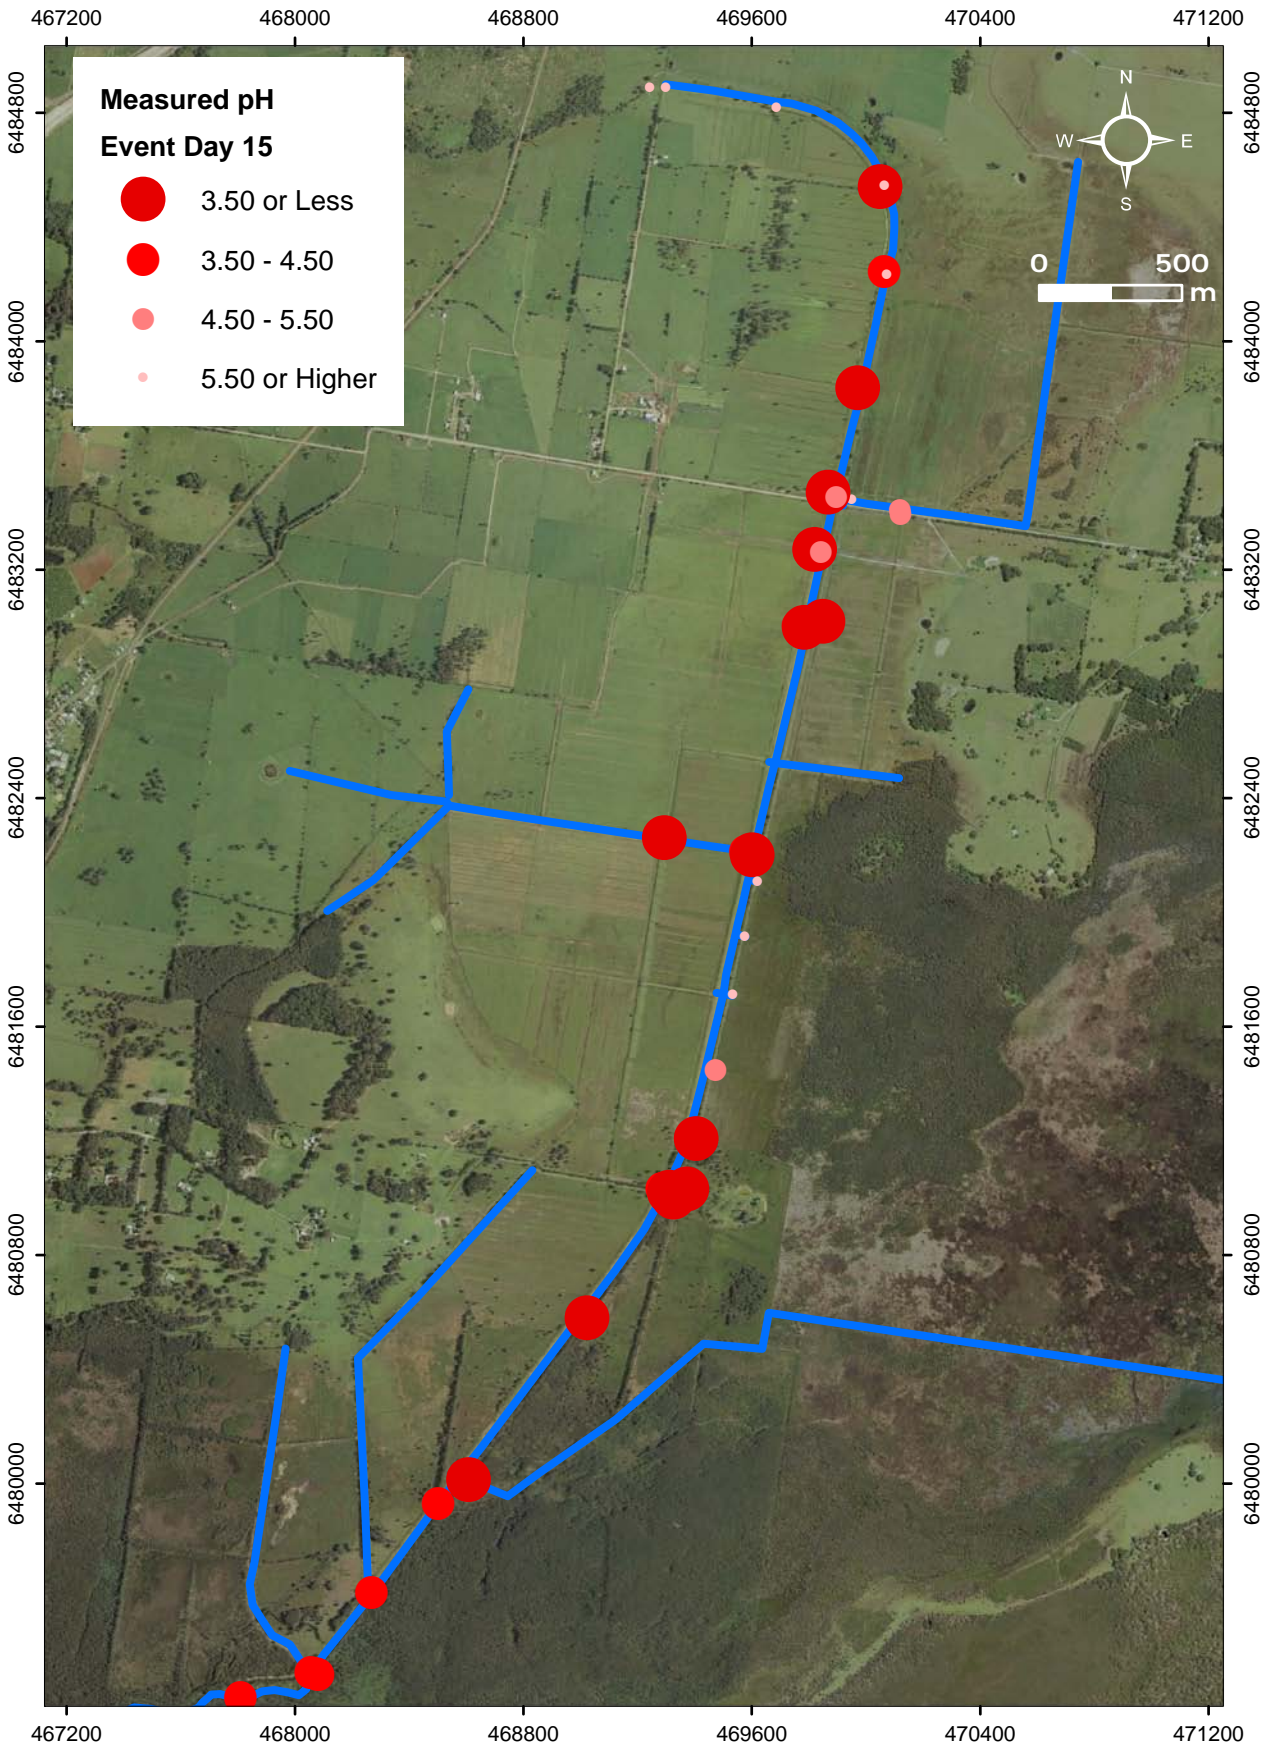 467200 468000 468800 469600 470400 471200
Measured pH
Event Day 15
3.50 or Less
3.50 - 4.50
4.50 - 5.50
5.50 or Higher
N
W E
S
0 500
m
6484800
6484000
6483200
6482400
6481600
6480800
6480000
6484800
6484000
6483200
6482400
6481600
6480800
6480000
467200 468000 468800 469600 470400 471200